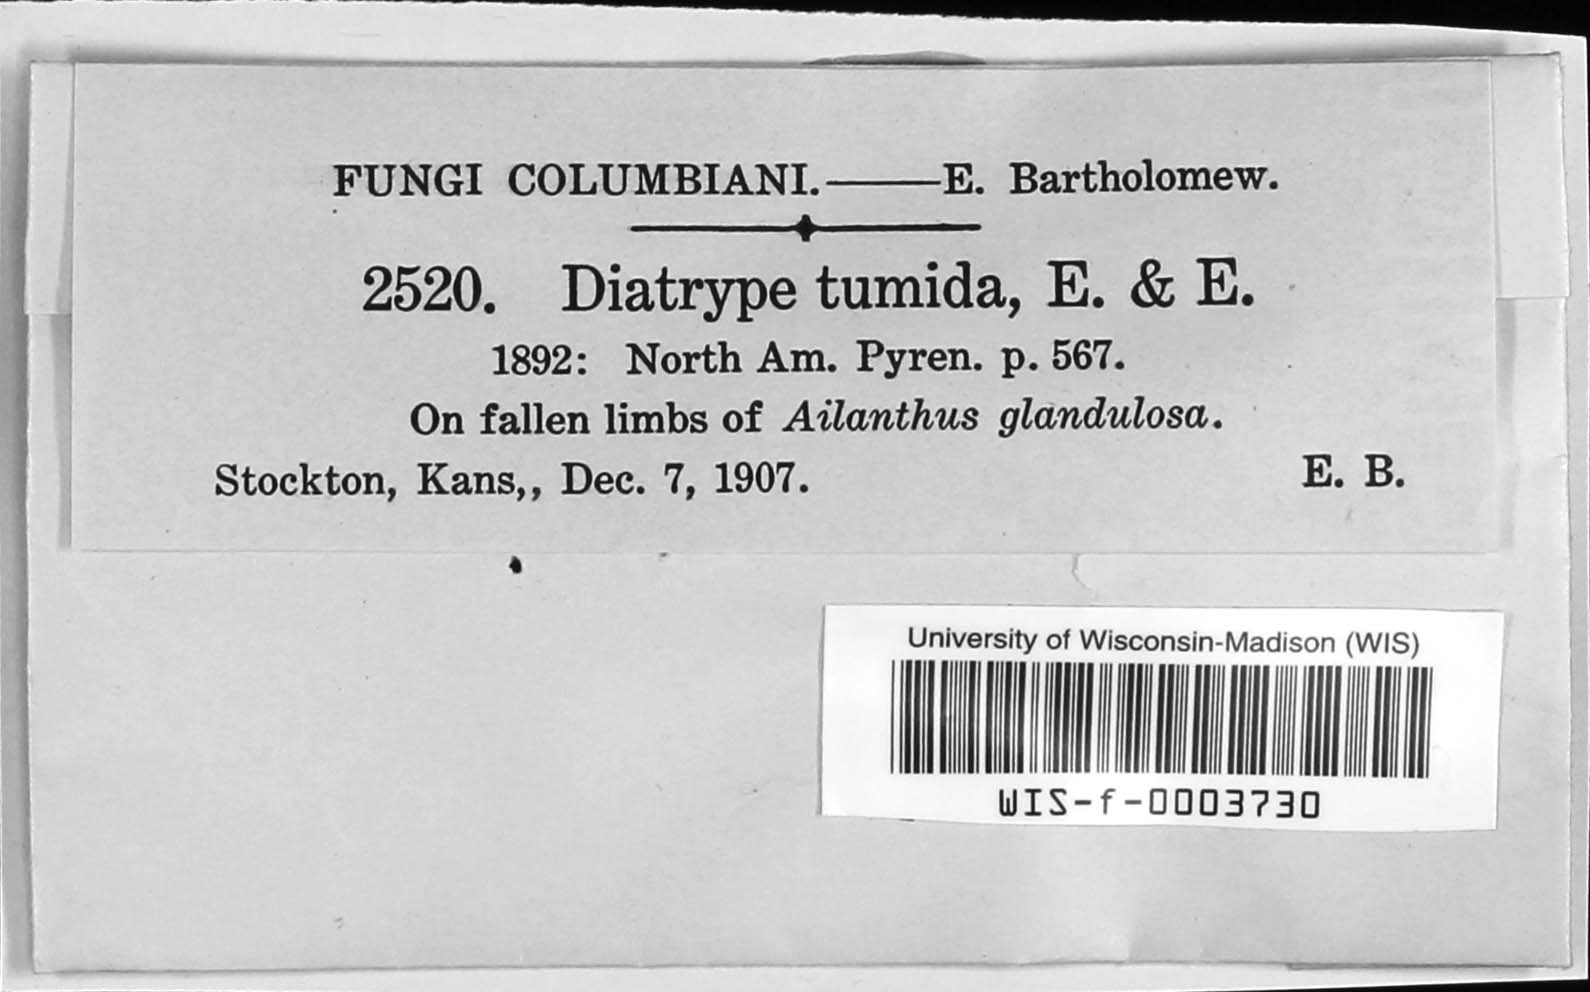 FUNGI COLUMBIANI.——E. Bartholomew.
2520. Diatrype tumida, E. & E.
1892: North Am. Pyren. p. 567.
On fallen limbs of Ailanthus glandulosa.
Stockton, Kans,, Dec. 7, 1907. E. B.
University of Wisconsin-Madison (WIS)
WIS-f-0003730